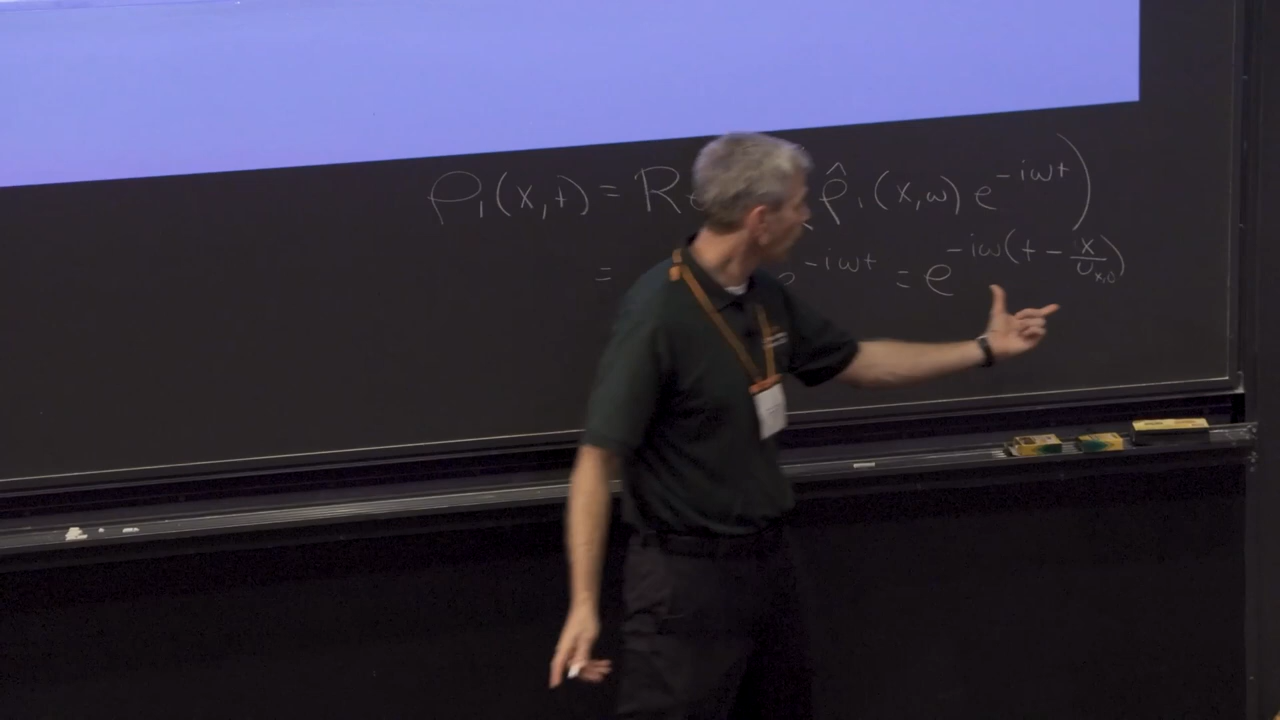 ρ₁(x,t) = R ρ̂₁(x,ω) e^{-iωt})
= e^{-iωt} = e^{-iω(t - x/U_{x,0})}